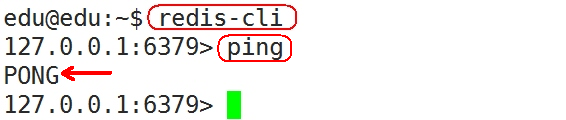 edu@edu:~$ redis-cli
127.0.0.1:6379> ping
PONG
127.0.0.1:6379>